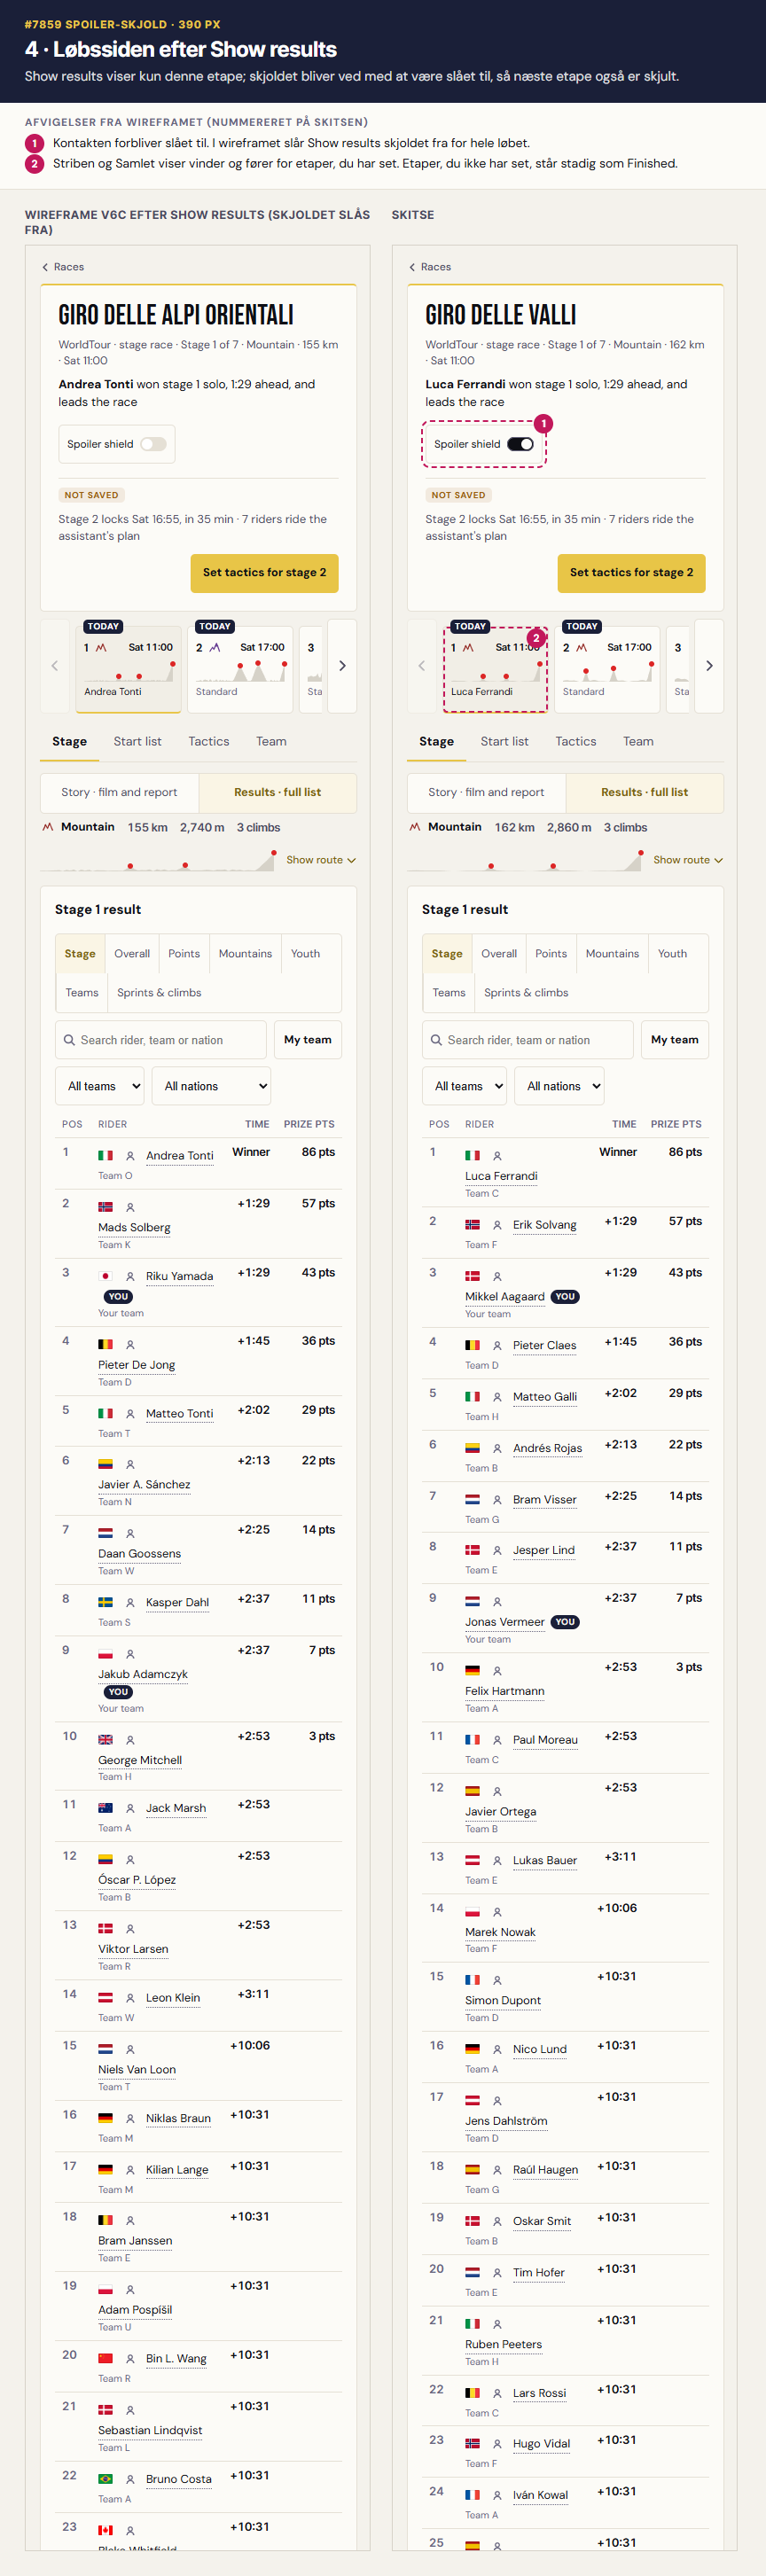 #7859 SPOILER-SKJOLD · 390 PX
4 · Løbssiden efter Show results
Show results viser kun denne etape; skjoldet bliver ved med at være slået til, så næste etape også er skjult.
AFVIGELSER FRA WIREFRAMET (NUMMERERET PÅ SKITSEN)
1 Kontakten forbliver slået til. I wireframet slår Show results skjoldet fra for hele løbet.
2 Striben og Samlet viser vinder og fører for etaper, du har set. Etaper, du ikke har set, står stadig som Finished.
WIREFRAME V6C EFTER SHOW RESULTS (SKJOLDET SLÅS
FRA)
Races
GIRO DELLE ALPI ORIENTALI
WorldTour · stage race · Stage 1 of 7 · Mountain · 155 km
· Sat 11:00
Andrea Tonti won stage 1 solo, 1:29 ahead, and
leads the race
Spoiler shield
NOT SAVED
Stage 2 locks Sat 16:55, in 35 min · 7 riders ride the
assistant's plan
Set tactics for stage 2
TODAY TODAY
1 Sat 11:00 2 Sat 17:00 3
Andrea Tonti Standard Sta
Stage Start list Tactics Team
Story · film and report Results · full list
Mountain 155 km 2,740 m 3 climbs
Show route
Stage 1 result
Stage Overall Points Mountains Youth
Teams Sprints & climbs
Search rider, team or nation My team
All teams All nations
POS RIDER TIME PRIZE PTS
1 Andrea Tonti Winner 86 pts
Team O
2 +1:29 57 pts
Mads Solberg
Team K
3 Riku Yamada +1:29 43 pts
YOU
Your team
4 +1:45 36 pts
Pieter De Jong
Team D
5 Matteo Tonti +2:02 29 pts
Team T
6 +2:13 22 pts
Javier A. Sánchez
Team N
7 +2:25 14 pts
Daan Goossens
Team W
8 Kasper Dahl +2:37 11 pts
Team S
9 +2:37 7 pts
Jakub Adamczyk
YOU
Your team
10 +2:53 3 pts
George Mitchell
Team H
11 Jack Marsh +2:53
Team A
12 +2:53
Óscar P. López
Team B
13 +2:53
Viktor Larsen
Team R
14 Leon Klein +3:11
Team W
15 +10:06
Niels Van Loon
Team T
16 Niklas Braun +10:31
Team M
17 Kilian Lange +10:31
Team M
18 +10:31
Bram Janssen
Team E
19 +10:31
Adam Pospíšil
Team U
20 Bin L. Wang +10:31
Team R
21 +10:31
Sebastian Lindqvist
Team L
22 Bruno Costa +10:31
Team A
23 +10:31
SKITSE
Races
GIRO DELLE VALLI
WorldTour · stage race · Stage 1 of 7 · Mountain · 162 km
· Sat 11:00
Luca Ferrandi won stage 1 solo, 1:29 ahead, and
leads the race
1
Spoiler shield
NOT SAVED
Stage 2 locks Sat 16:55, in 35 min · 7 riders ride the
assistant's plan
Set tactics for stage 2
TODAY TODAY
2
1 Sat 11:00 2 Sat 17:00 3
Luca Ferrandi Standard Sta
Stage Start list Tactics Team
Story · film and report Results · full list
Mountain 162 km 2,860 m 3 climbs
Show route
Stage 1 result
Stage Overall Points Mountains Youth
Teams Sprints & climbs
Search rider, team or nation My team
All teams All nations
POS RIDER TIME PRIZE PTS
1 Winner 86 pts
Luca Ferrandi
Team C
2 Erik Solvang +1:29 57 pts
Team F
3 +1:29 43 pts
Mikkel Aagaard YOU
Your team
4 Pieter Claes +1:45 36 pts
Team D
5 Matteo Galli +2:02 29 pts
Team H
6 Andrés Rojas +2:13 22 pts
Team B
7 Bram Visser +2:25 14 pts
Team G
8 Jesper Lind +2:37 11 pts
Team E
9 +2:37 7 pts
Jonas Vermeer YOU
Your team
10 +2:53 3 pts
Felix Hartmann
Team A
11 Paul Moreau +2:53
Team C
12 +2:53
Javier Ortega
Team B
13 Lukas Bauer +3:11
Team E
14 +10:06
Marek Nowak
Team F
15 +10:31
Simon Dupont
Team D
16 Nico Lund +10:31
Team A
17 +10:31
Jens Dahlström
Team D
18 Raúl Haugen +10:31
Team G
19 Oskar Smit +10:31
Team B
20 Tim Hofer +10:31
Team E
21 +10:31
Ruben Peeters
Team H
22 Lars Rossi +10:31
Team C
23 Hugo Vidal +10:31
Team F
24 Iván Kowal +10:31
Team A
25 +10:31